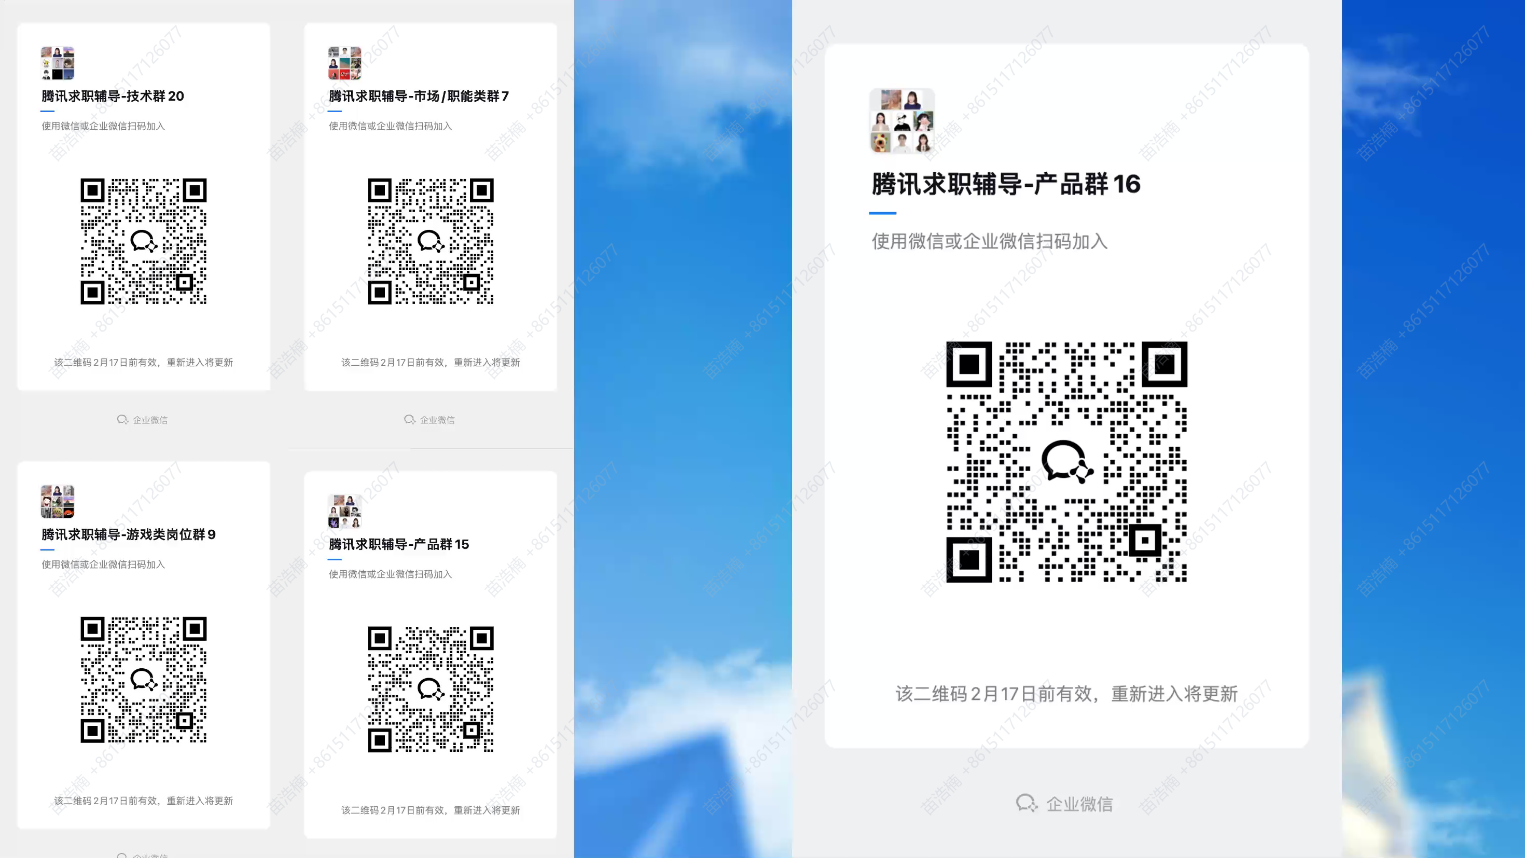 腾讯求职辅导-技术群20
使用微信或企业微信扫码加入
该二维码2月17日前有效，重新进入将更新
企业微信
腾讯求职辅导-市场/职能类群7
使用微信或企业微信扫码加入
该二维码2月17日前有效，重新进入将更新
企业微信
腾讯求职辅导-游戏类岗位群9
使用微信或企业微信扫码加入
该二维码2月17日前有效，重新进入将更新
企业微信
腾讯求职辅导-产品群15
使用微信或企业微信扫码加入
该二维码2月17日前有效，重新进入将更新
腾讯求职辅导-产品群16
使用微信或企业微信扫码加入
该二维码2月17日前有效，重新进入将更新
企业微信
苗浩楠 +8615117126077